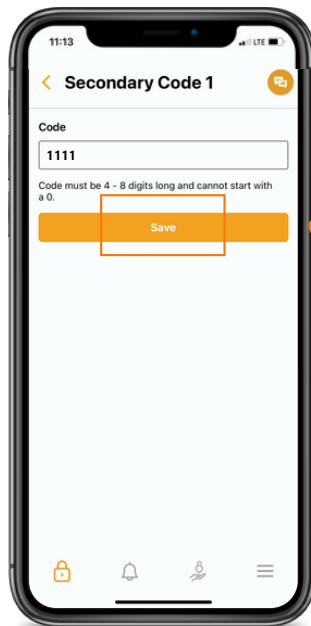 11:13
LTE
Secondary Code 1
Code
1111
Code must be 4 - 8 digits long and cannot start with
a 0.
Save